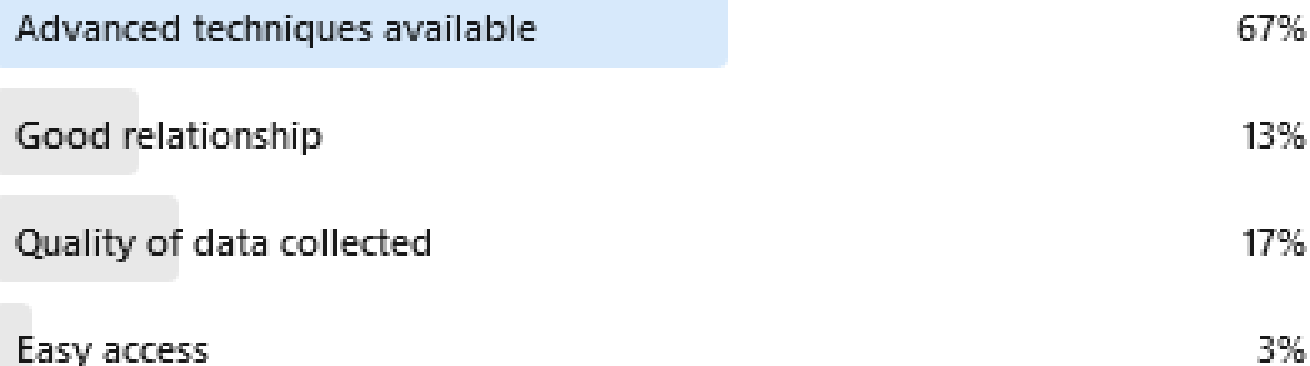 Advanced techniques available 67%
Good relationship 13%
Quality of data collected 17%
Easy access 3%